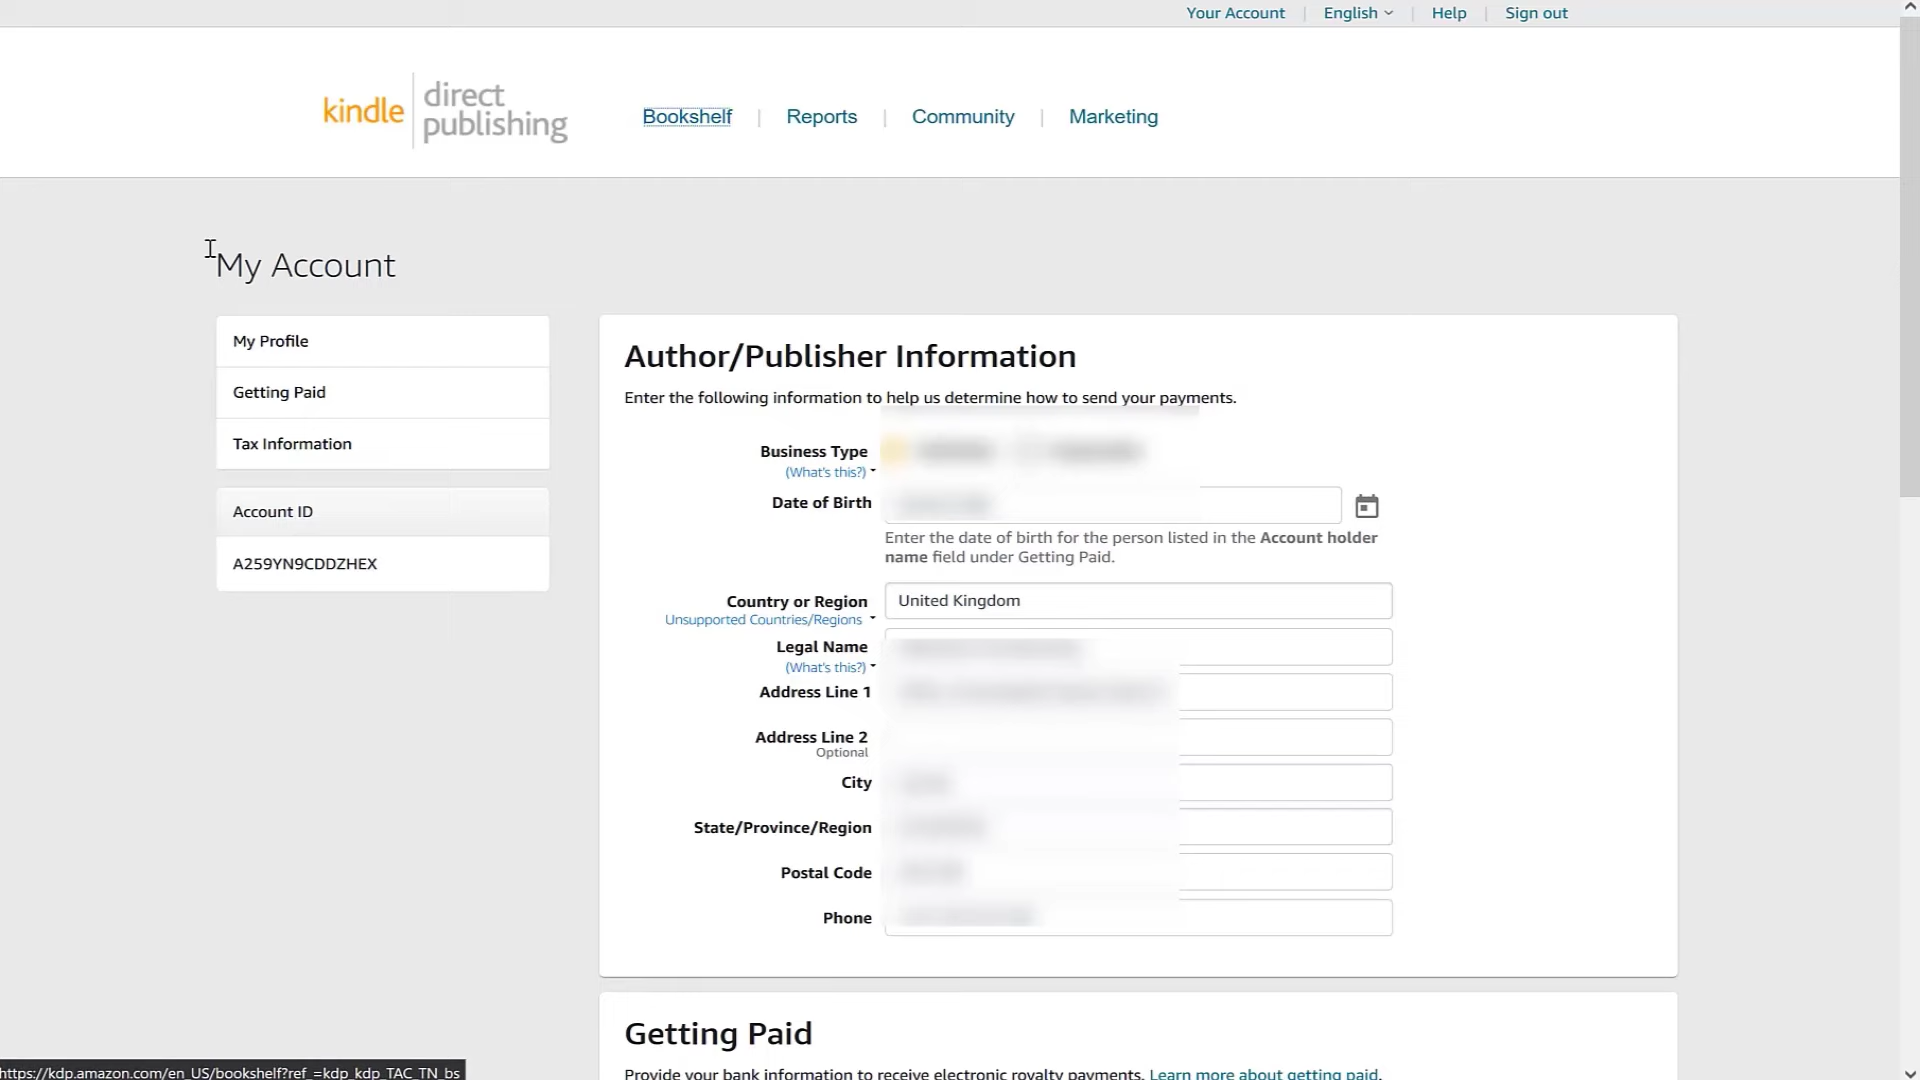 Your Account English Help Sign out
kindle direct publishing
Bookshelf Reports Community Marketing
My Account
My Profile
Getting Paid
Tax Information
Account ID
A259YN9CDDZHEX
Author/Publisher Information
Enter the following information to help us determine how to send your payments.
Business Type
(What's this?)
Date of Birth
Enter the date of birth for the person listed in the Account holder
name field under Getting Paid.
Country or Region United Kingdom
Unsupported Countries/Regions
Legal Name
(What's this?)
Address Line 1
Address Line 2
Optional
City
State/Province/Region
Postal Code
Phone
Getting Paid
Provide your bank information to receive electronic royalty payments. Learn more about getting paid.
https://kdp.amazon.com/en_US/bookshelf?ref_=kdp_kdp_TAC_TN_bs